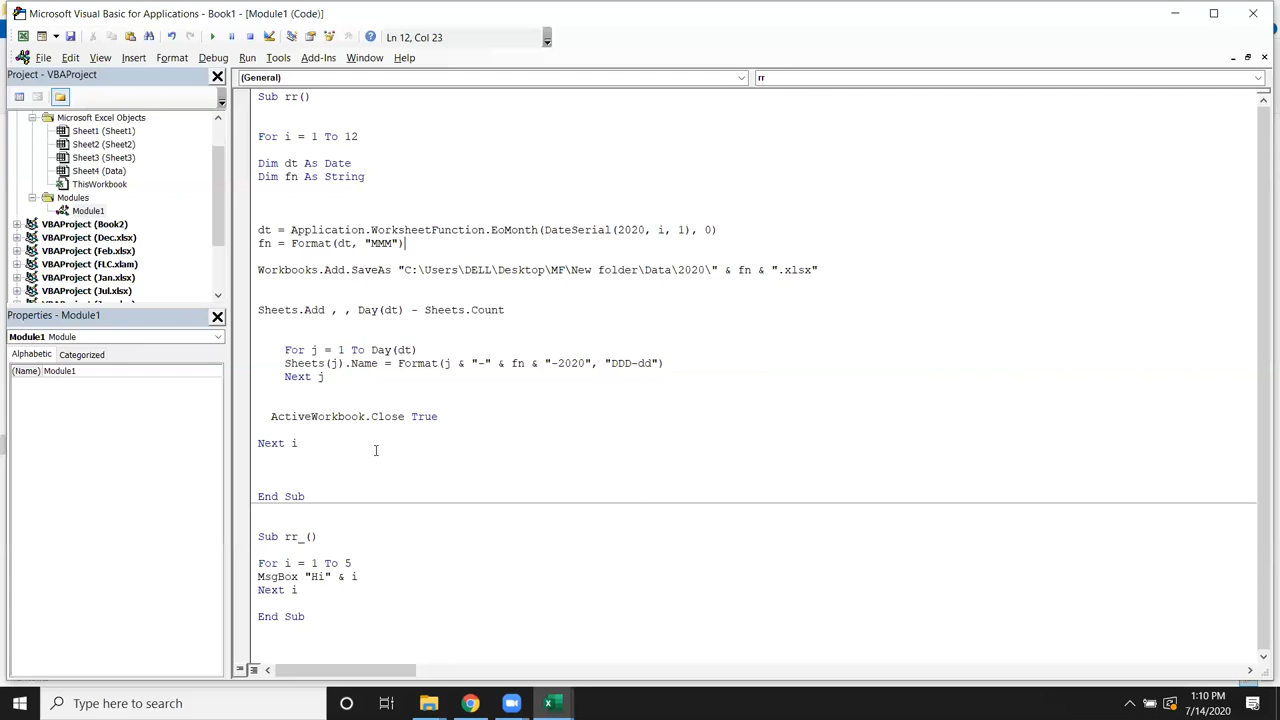 Microsoft Visual Basic for Applications - Book1 - [Module1 (Code)]
Ln 12, Col 23
File Edit View Insert Format Debug Run Tools Add-Ins Window Help
Project - VBAProject
(General)
rr
Microsoft Excel Objects
Sheet1 (Sheet1)
Sheet2 (Sheet2)
Sheet3 (Sheet3)
Sheet4 (Data)
ThisWorkbook
Modules
Module1
VBAProject (Book2)
VBAProject (Dec.xlsx)
VBAProject (Feb.xlsx)
VBAProject (FLC.xlam)
VBAProject (Jan.xlsx)
VBAProject (Jul.xlsx)
Properties - Module1
Module1 Module
Alphabetic Categorized
(Name) Module1
Sub rr()
For i = 1 To 12
Dim dt As Date
Dim fn As String
dt = Application.WorksheetFunction.EoMonth(DateSerial(2020, i, 1), 0)
fn = Format(dt, "MMM")
Workbooks.Add.SaveAs "C:\Users\DELL\Desktop\MF\New folder\Data\2020\" & fn & ".xlsx"
Sheets.Add , , Day(dt) - Sheets.Count
For j = 1 To Day(dt)
Sheets(j).Name = Format(j & "-" & fn & "-2020", "DDD-dd")
Next j
ActiveWorkbook.Close True
Next i
End Sub
Sub rr_()
For i = 1 To 5
MsgBox "Hi" & i
Next i
End Sub
Type here to search
1:10 PM
7/14/2020